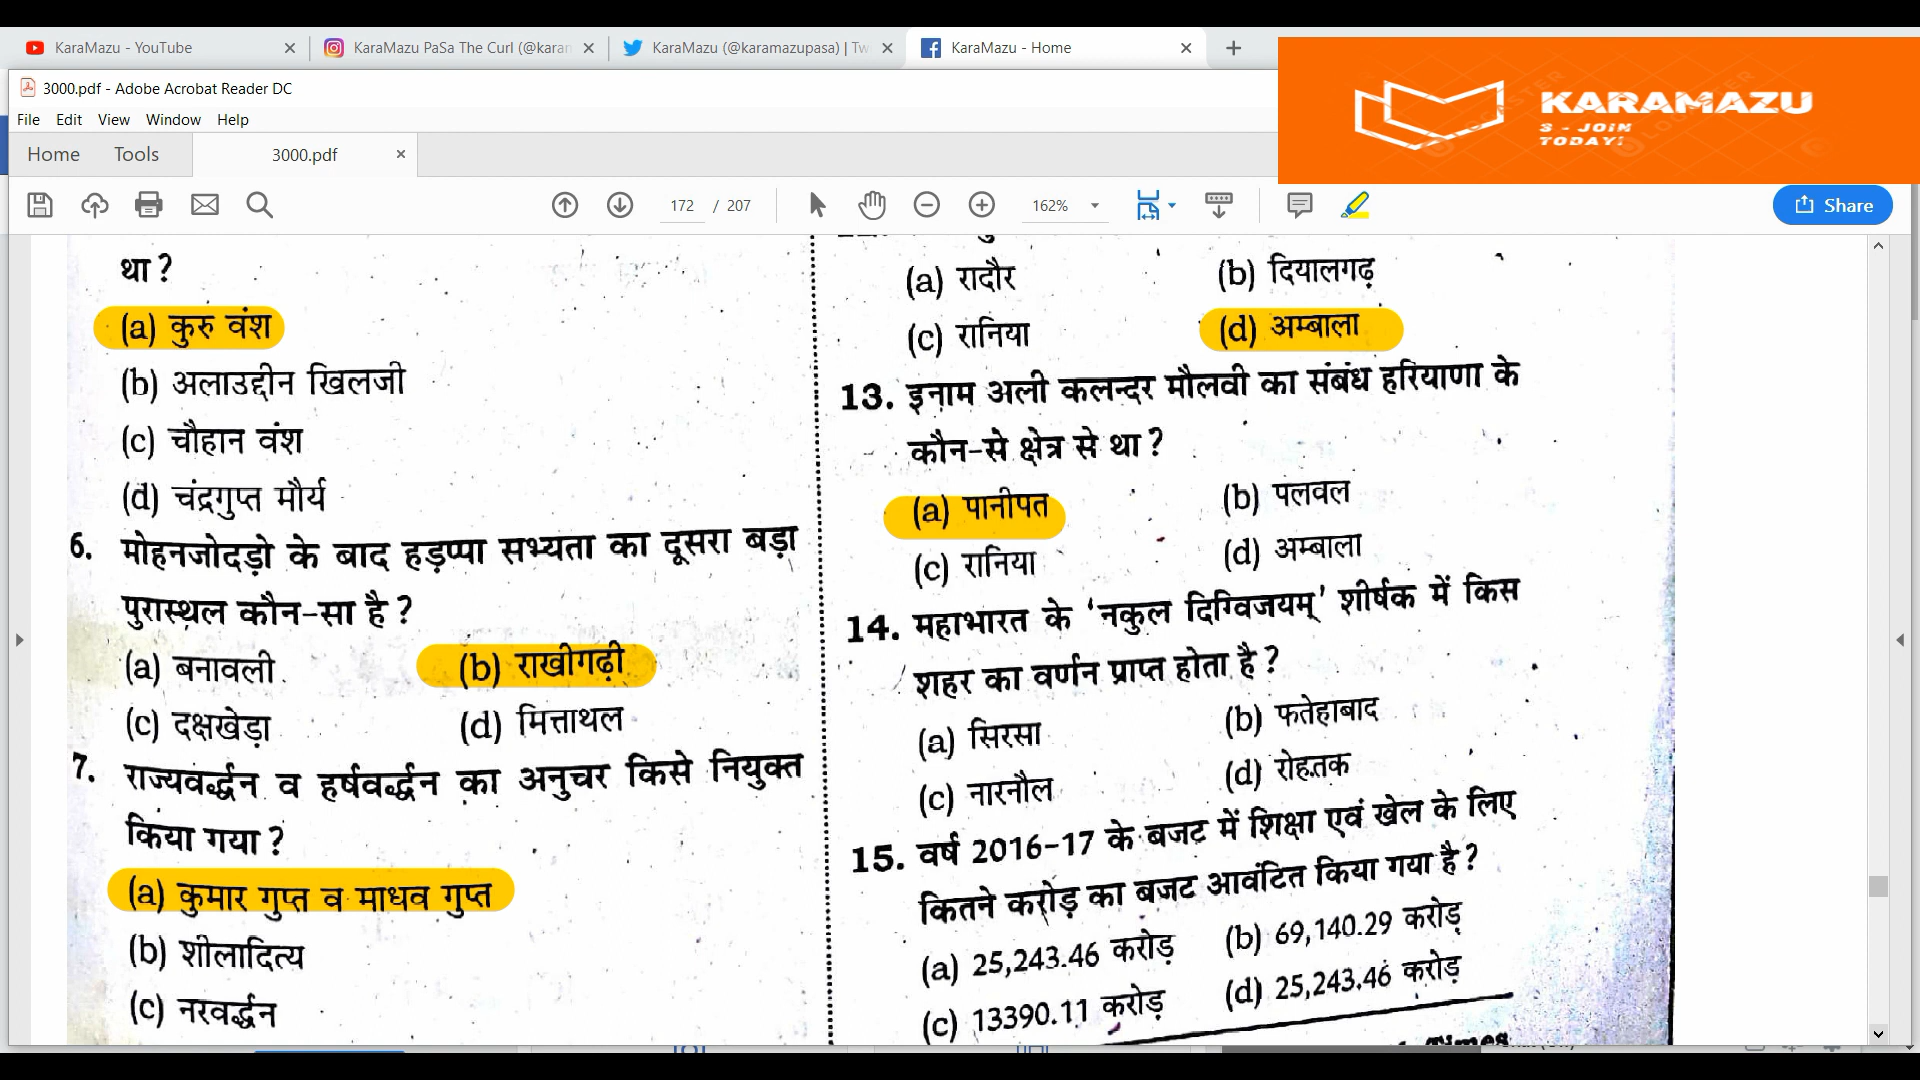 KaraMazu - YouTube
KaraMazu PaSa The Curl (@karan
KaraMazu (@karamazupasa) | Tw
KaraMazu - Home
KARAMAZU
S - JOIN
TODAY!
3000.pdf - Adobe Acrobat Reader DC
File Edit View Window Help
Home Tools 3000.pdf
172 / 207 162% Share
था ?
(a) कुरु वंश
(b) अलाउद्दीन खिलजी
(c) चौहान वंश
(d) चंद्रगुप्त मौर्य
6. मोहनजोदड़ो के बाद हड़प्पा सभ्यता का दूसरा बड़ा
पुरास्थल कौन-सा है ?
(a) बनावली (b) राखीगढ़ी
(c) दक्षखेड़ा (d) मित्ताथल
7. राज्यवर्द्धन व हर्षवर्द्धन का अनुचर किसे नियुक्त
किया गया ?
(a) कुमार गुप्त व माधव गुप्त
(b) शीलादित्य
(c) नरवर्द्धन
(a) रादौर (b) दियालगढ़
(c) रानिया (d) अम्बाला
13. इनाम अली कलन्दर मौलवी का संबंध हरियाणा के
कौन-से क्षेत्र से था ?
(a) पानीपत (b) पलवल
(c) रानिया (d) अम्बाला
14. महाभारत के 'नकुल दिग्विजयम्' शीर्षक में किस
शहर का वर्णन प्राप्त होता है ?
(a) सिरसा (b) फतेहाबाद
(c) नारनौल (d) रोहतक
15. वर्ष 2016-17 के बजट में शिक्षा एवं खेल के लिए
कितने करोड़ का बजट आवंटित किया गया है ?
(a) 25,243.46 करोड़ (b) 69,140.29 करोड़
(c) 13390.11 करोड़ (d) 25,243.46 करोड़